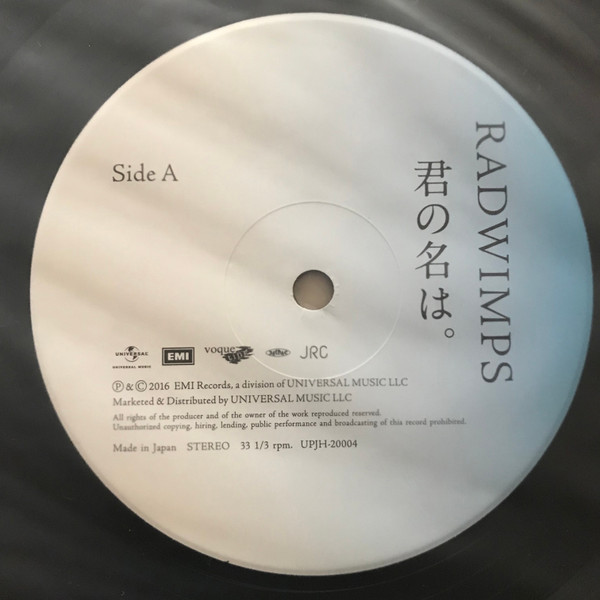 Side A
RADWIMPS
君の名は。
UNIVERSAL
UNIVERSAL MUSIC
EMI
voque
JRC
Ⓟ & Ⓒ 2016 EMI Records, a division of UNIVERSAL MUSIC LLC
Marketed & Distributed by UNIVERSAL MUSIC LLC
All rights of the producer and of the owner of the work reproduced reserved.
Unauthorized copying, hiring, lending, public performance and broadcasting of this record prohibited.
Made in Japan STEREO 33 1/3 rpm. UPJH-20004